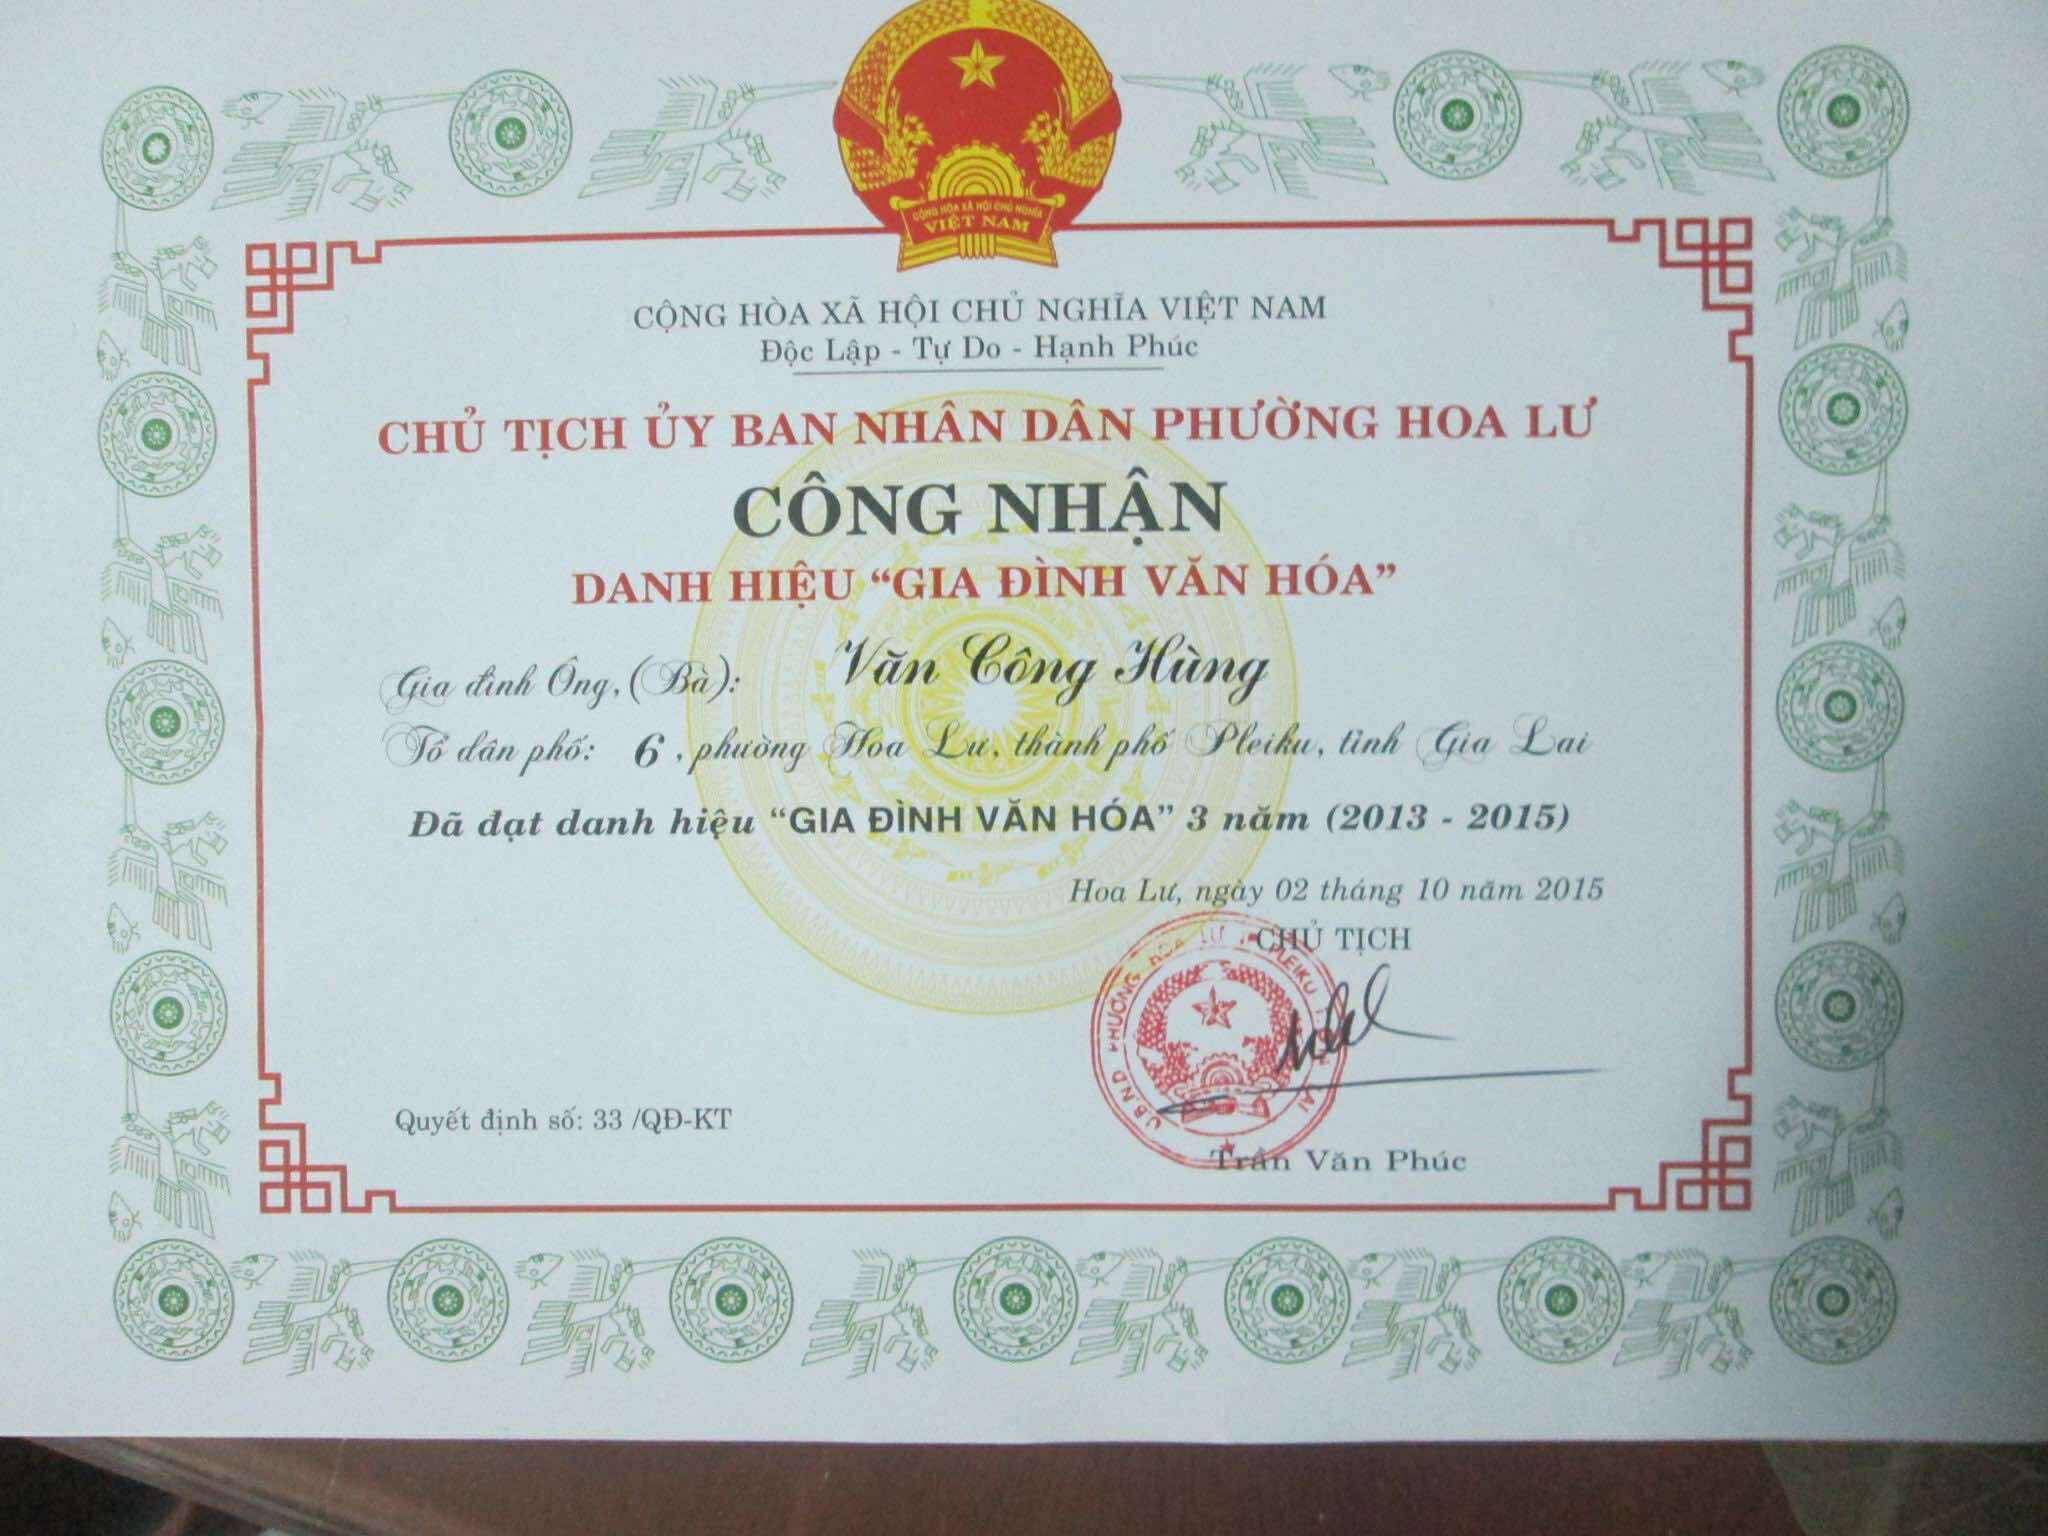 CỘNG HÒA XÃ HỘI CHỦ NGHĨA
VIỆT NAM
CỘNG HÒA XÃ HỘI CHỦ NGHĨA VIỆT NAM
Độc Lập - Tự Do - Hạnh Phúc
CHỦ TỊCH ỦY BAN NHÂN DÂN PHƯỜNG HOA LƯ
CÔNG NHẬN
DANH HIỆU “GIA ĐÌNH VĂN HÓA”
Gia đình Ông, (Bà): Văn Công Hùng
Tổ dân phố: 6 , phường Hoa Lư, thành phố Pleiku, tỉnh Gia Lai
Đã đạt danh hiệu “GIA ĐÌNH VĂN HÓA” 3 năm (2013 - 2015)
Hoa Lư, ngày 02 tháng 10 năm 2015
CHỦ TỊCH
U.B.N.D PHƯỜNG HOA LƯ PLEIKU
Trần Văn Phúc
Quyết định số: 33 /QĐ-KT